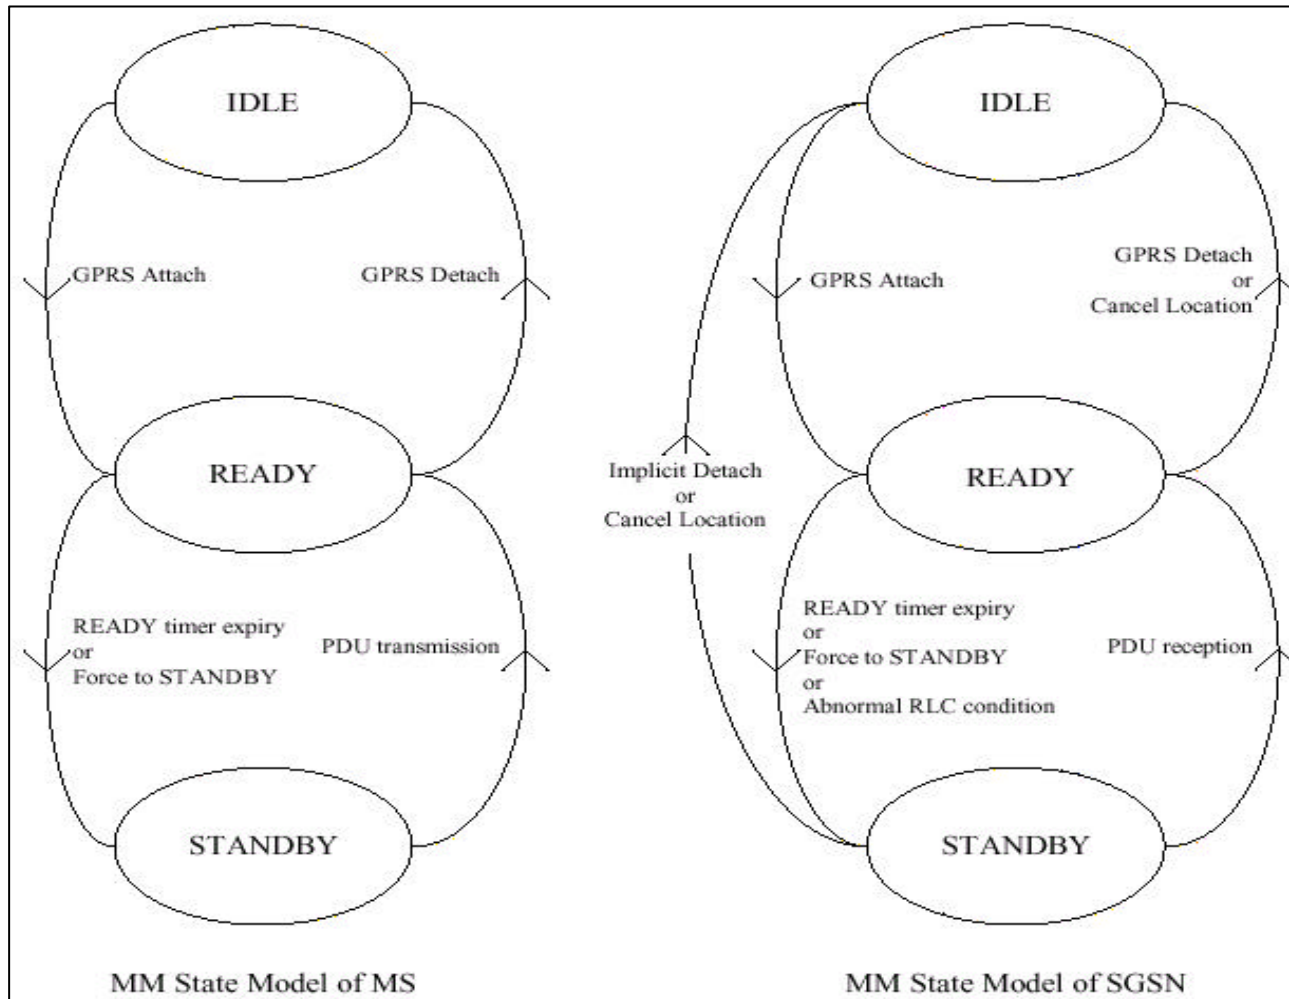 IDLE
GPRS Attach
GPRS Detach
READY
READY timer expiry
or
Force to STANDBY
PDU transmission
STANDBY
MM State Model of MS
IDLE
GPRS Attach
GPRS Detach
or
Cancel Location
Implicit Detach
or
Cancel Location
READY
READY timer expiry
or
Force to STANDBY
or
Abnormal RLC condition
PDU reception
STANDBY
MM State Model of SGSN